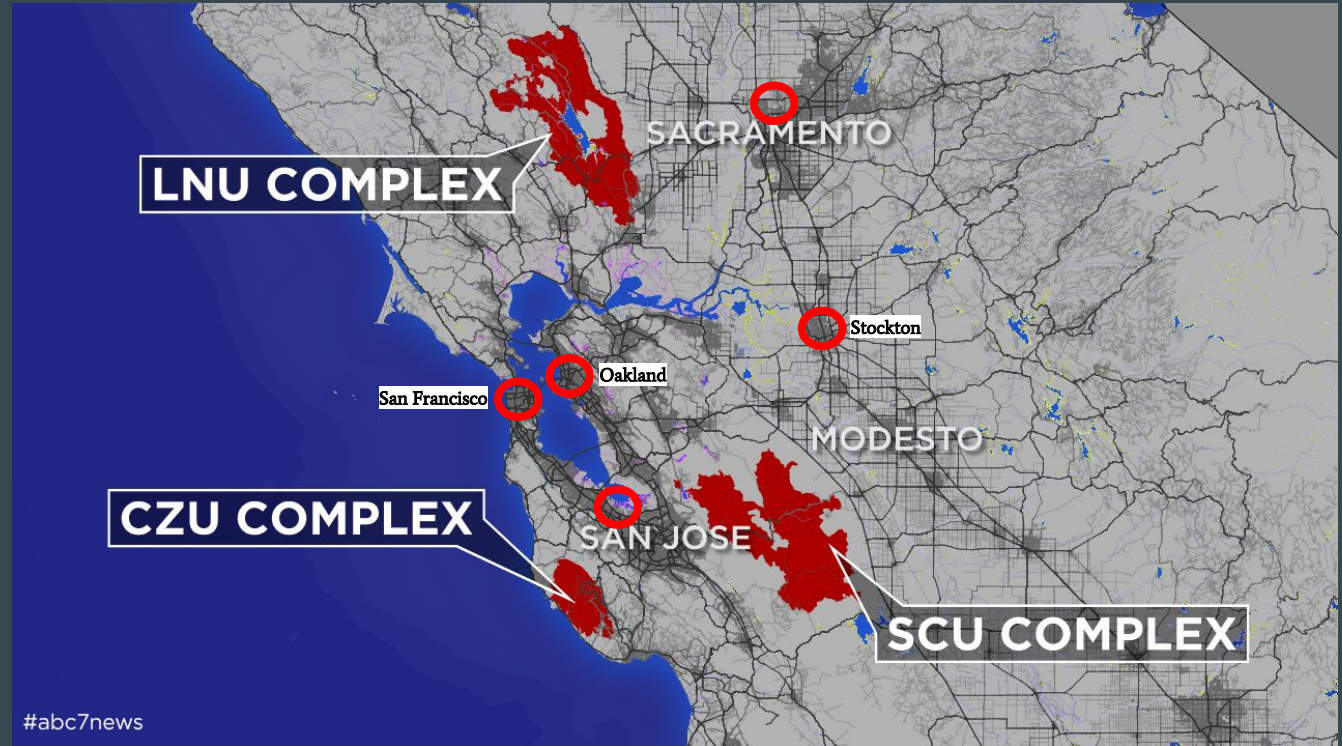 SACRAMENTO
LNU COMPLEX
Stockton
Oakland
San Francisco
MODESTO
CZU COMPLEX
SAN JOSE
SCU COMPLEX
#abc7news